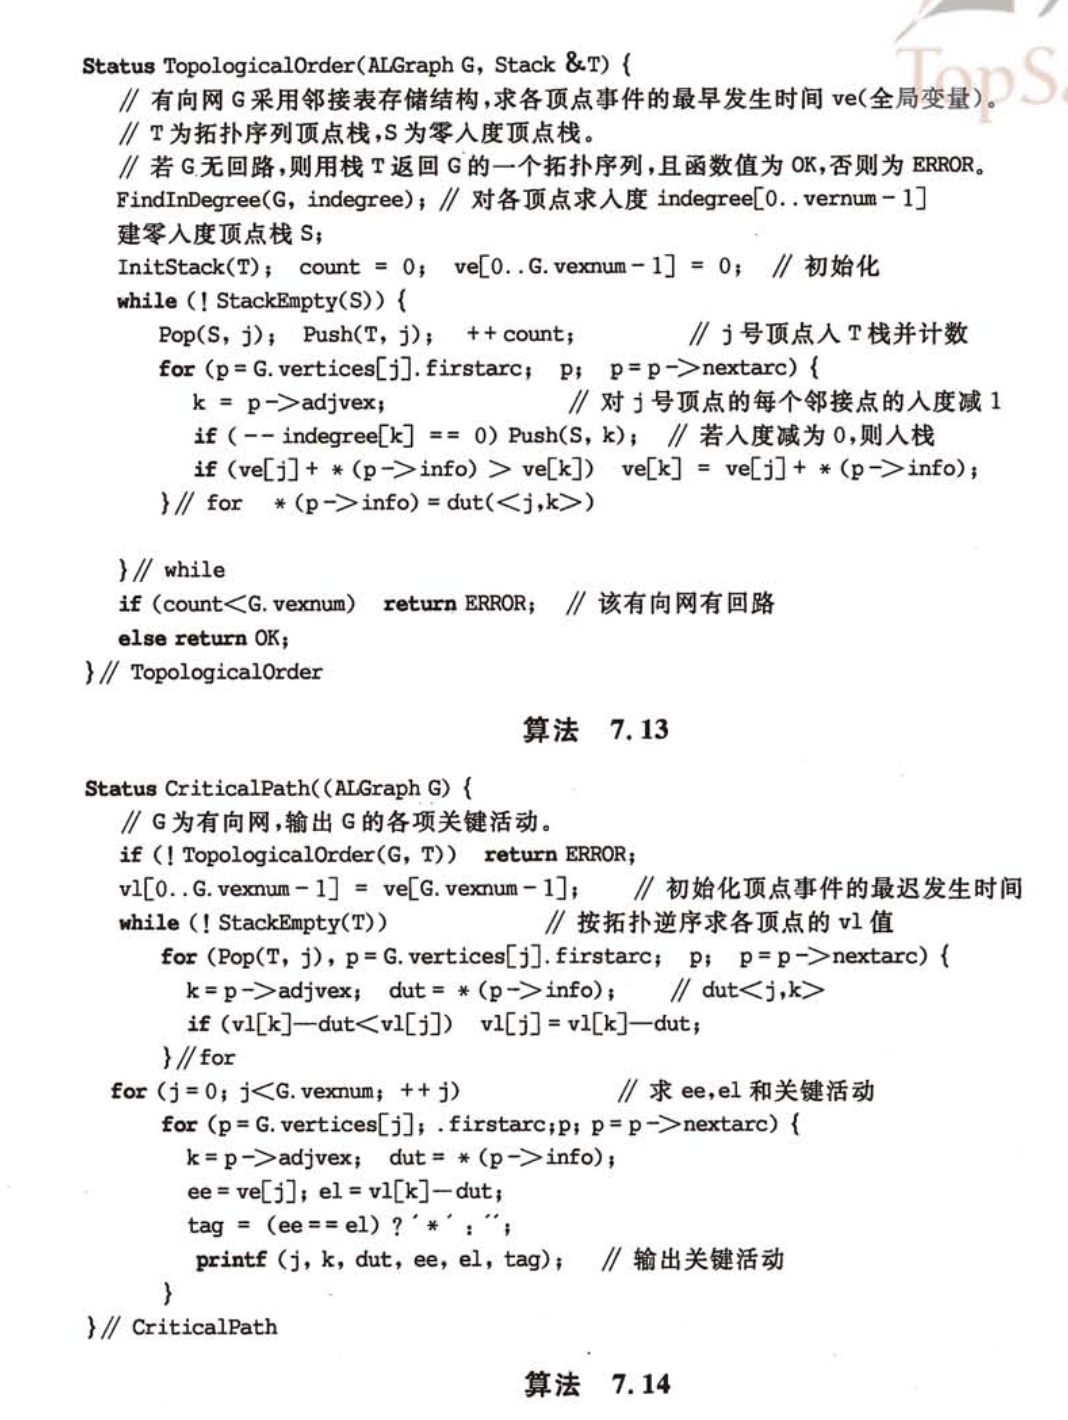 TopSa
Status TopologicalOrder(ALGraph G, Stack &T) {
// 有向网 G 采用邻接表存储结构,求各顶点事件的最早发生时间 ve(全局变量)。
// T 为拓扑序列顶点栈,S 为零入度顶点栈。
// 若 G 无回路,则用栈 T 返回 G 的一个拓扑序列,且函数值为 OK,否则为 ERROR。
FindInDegree(G, indegree); // 对各顶点求入度 indegree[0..vernum-1]
建零入度顶点栈 S;
InitStack(T); count = 0; ve[0..G.vexnum-1] = 0; // 初始化
while (! StackEmpty(S)) {
Pop(S, j); Push(T, j); ++count; // j 号顶点入 T 栈并计数
for (p=G.vertices[j].firstarc; p; p=p->nextarc) {
k = p->adjvex; // 对 j 号顶点的每个邻接点的入度减 1
if (-- indegree[k] == 0) Push(S, k); // 若入度减为 0,则入栈
if (ve[j]+ *(p->info) > ve[k]) ve[k] = ve[j]+ *(p->info);
}// for *(p->info)=dut(<j,k>)
}// while
if (count<G.vexnum) return ERROR; // 该有向网有回路
else return OK;
}// TopologicalOrder
算法 7.13
Status CriticalPath((ALGraph G) {
// G 为有向网,输出 G 的各项关键活动。
if (! TopologicalOrder(G, T)) return ERROR;
vl[0..G.vexnum-1] = ve[G.vexnum-1]; // 初始化顶点事件的最迟发生时间
while (! StackEmpty(T)) // 按拓扑逆序求各顶点的 vl 值
for (Pop(T, j), p=G.vertices[j].firstarc; p; p=p->nextarc) {
k=p->adjvex; dut= *(p->info); // dut<j,k>
if (vl[k]—dut<vl[j]) vl[j]=vl[k]—dut;
}//for
for (j=0; j<G.vexnum; ++j) // 求 ee,el 和关键活动
for (p=G.vertices[j]; .firstarc;p; p=p->nextarc) {
k=p->adjvex; dut= *(p->info);
ee=ve[j]; el=vl[k]—dut;
tag = (ee==el) ? ´*´ : ´´;
printf (j, k, dut, ee, el, tag); // 输出关键活动
}
}// CriticalPath
算法 7.14